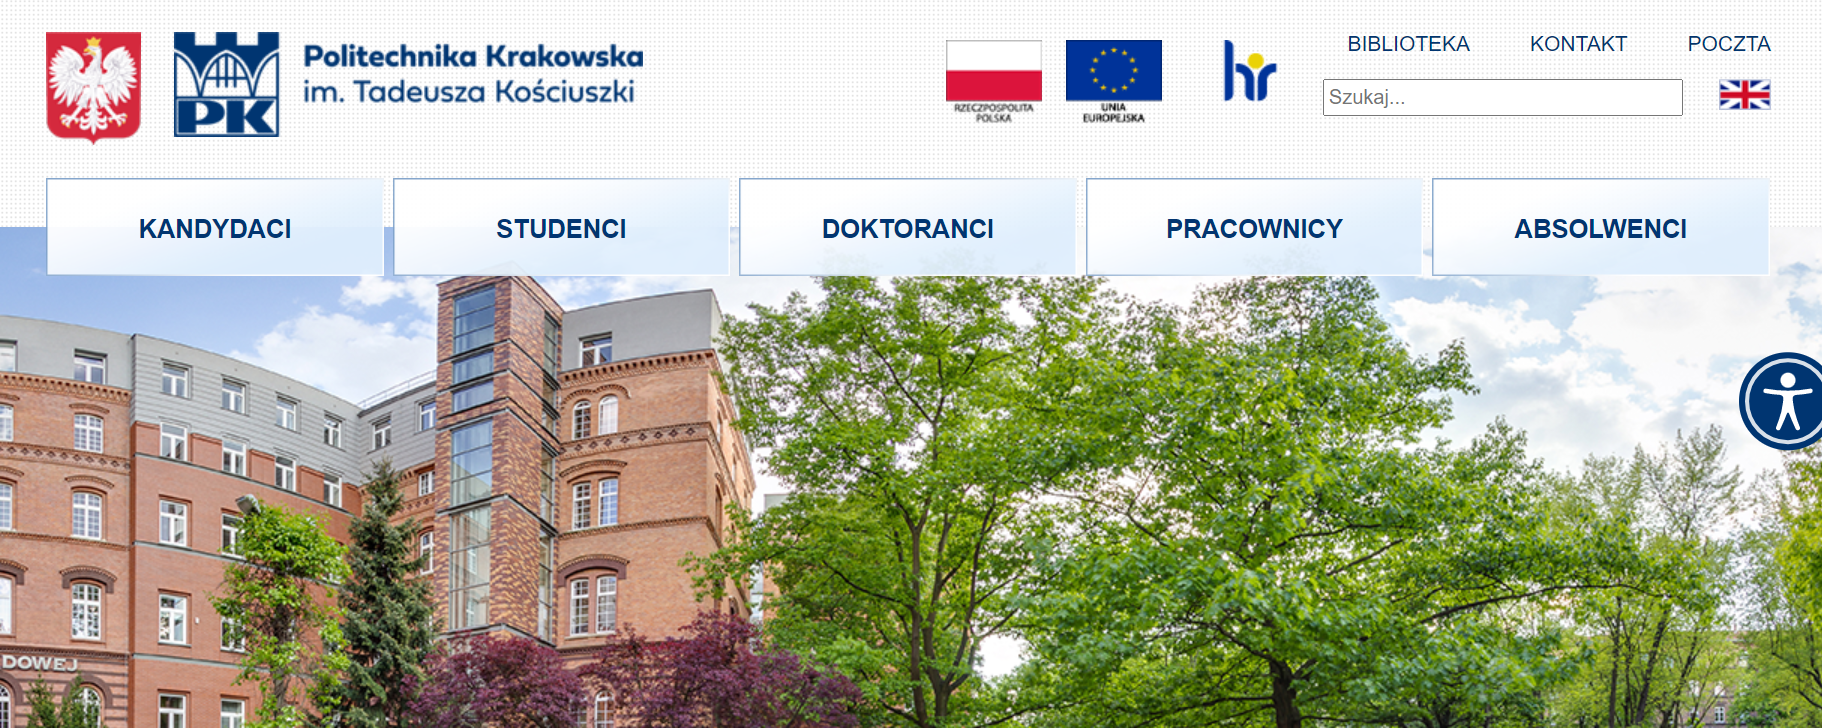 PK
Politechnika Krakowska
im. Tadeusza Kościuszki
RZECZPOSPOLITA
POLSKA
UNIA
EUROPEJSKA
hr
BIBLIOTEKA KONTAKT POCZTA
Szukaj...
KANDYDACI STUDENCI DOKTORANCI PRACOWNICY ABSOLWENCI
DOWEJ